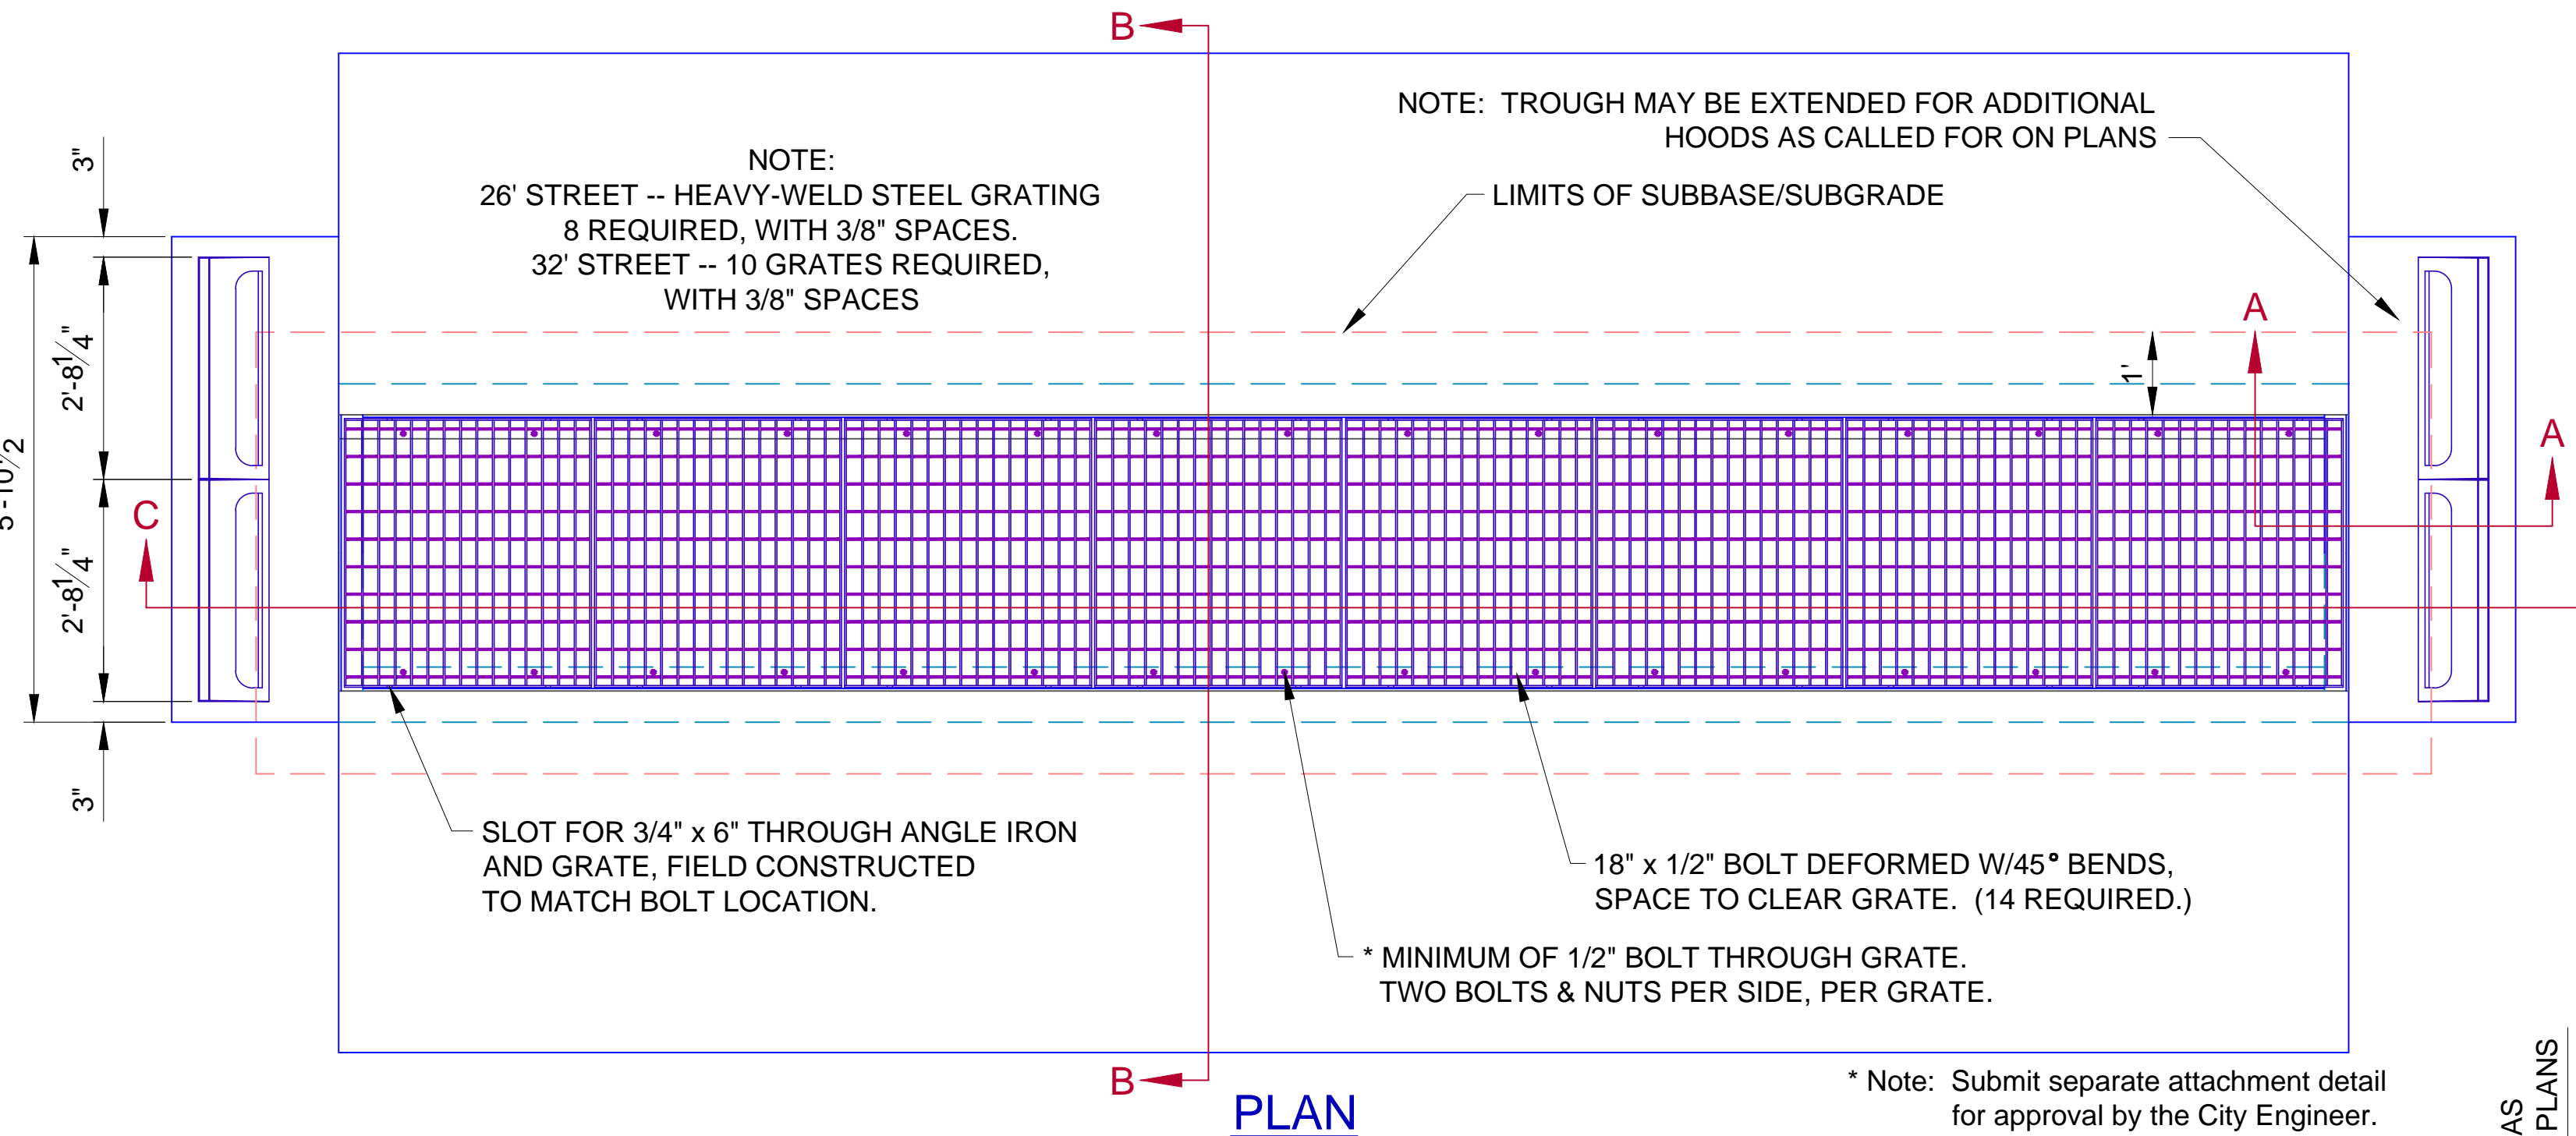 B
NOTE:
26' STREET -- HEAVY-WELD STEEL GRATING
8 REQUIRED, WITH 3/8" SPACES.
32' STREET -- 10 GRATES REQUIRED,
WITH 3/8" SPACES
NOTE: TROUGH MAY BE EXTENDED FOR ADDITIONAL
HOODS AS CALLED FOR ON PLANS
LIMITS OF SUBBASE/SUBGRADE
3"
2'-8 1/4"
2'-8 1/4"
3"
1'
A
A
C
SLOT FOR 3/4" x 6" THROUGH ANGLE IRON
AND GRATE, FIELD CONSTRUCTED
TO MATCH BOLT LOCATION.
18" x 1/2" BOLT DEFORMED W/45° BENDS,
SPACE TO CLEAR GRATE. (14 REQUIRED.)
* MINIMUM OF 1/2" BOLT THROUGH GRATE.
TWO BOLTS & NUTS PER SIDE, PER GRATE.
B
PLAN
* Note: Submit separate attachment detail
for approval by the City Engineer.
AS
PLANS